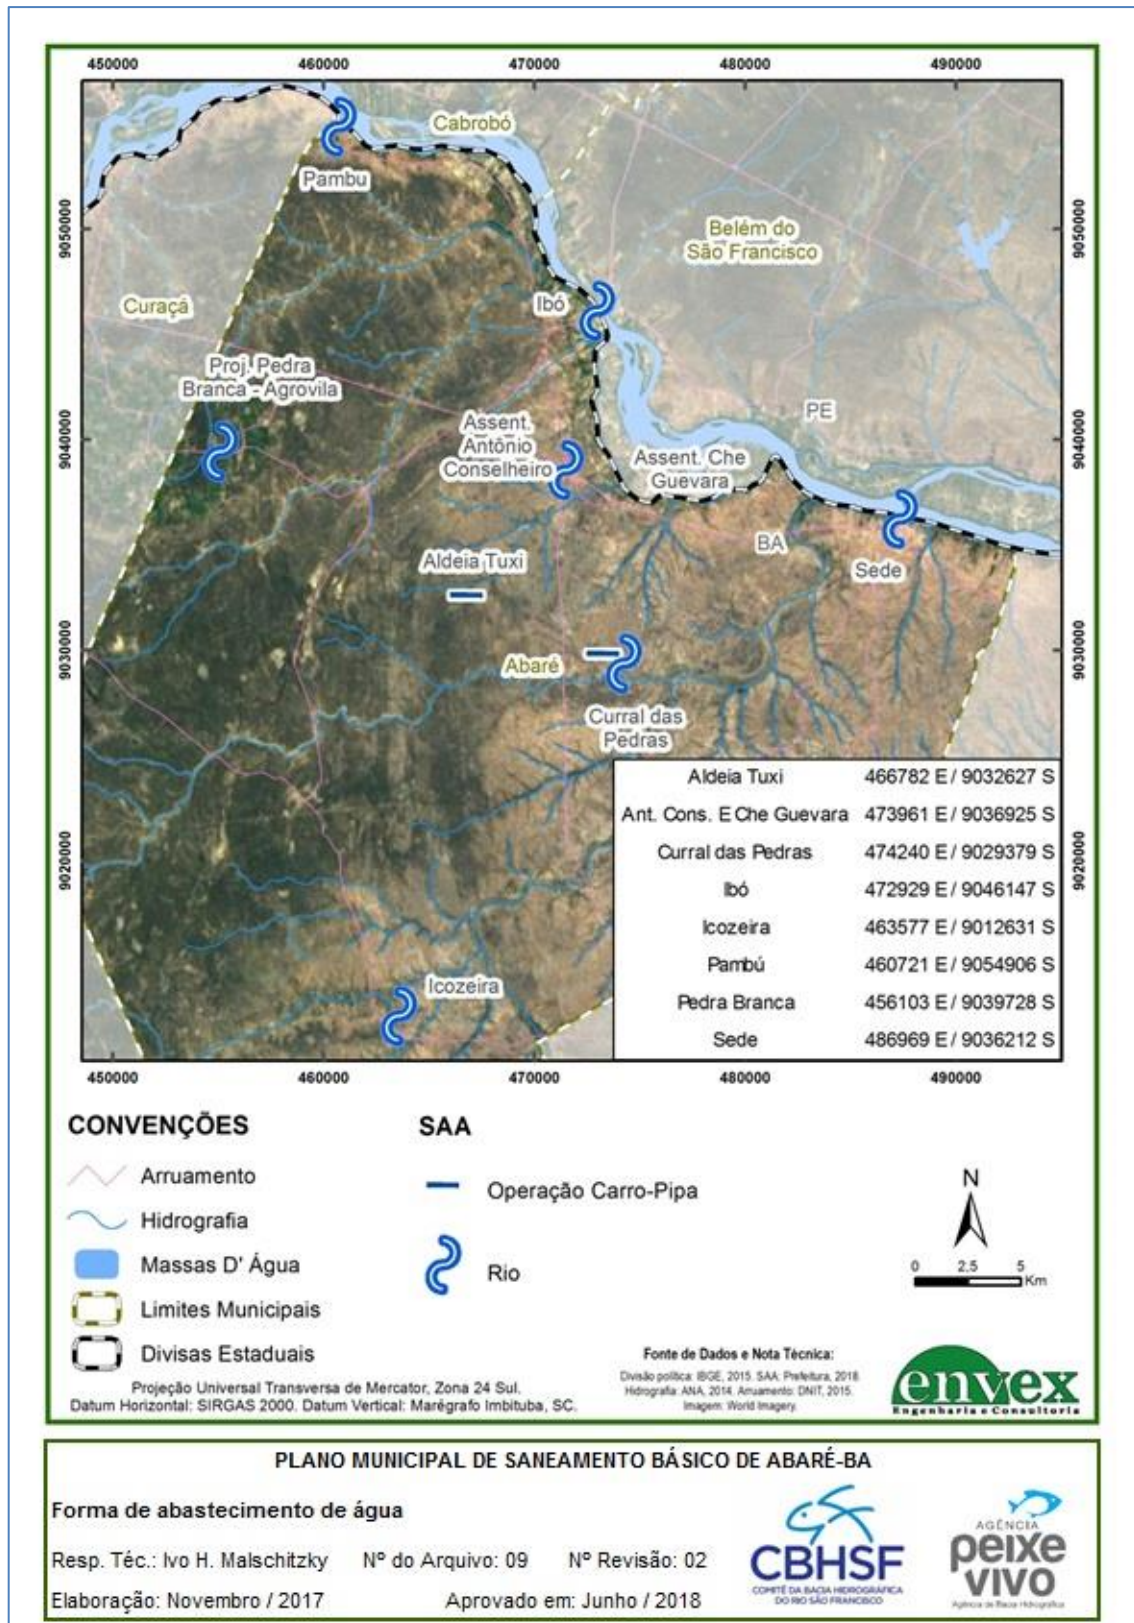 450000 460000 470000 480000 490000
Cabrobó
Pambu
9050000
9050000
Belém do
São Francisco
Curaçá
Ibó
Proj. Pedra
Branca - Agrovila
PE
9040000
9040000
Assent.
Antônio
Conselheiro
Assent. Che
Guevara
BA
Sede
Aldeia Tuxi
9030000
9030000
Abaré
Curral das
Pedras
Aldeia Tuxi 466782 E / 9032627 S
Ant. Cons. E Che Guevara 473961 E / 9036925 S
Curral das Pedras 474240 E / 9029379 S
9020000
9020000
Ibó 472929 E / 9046147 S
Icozeira 463577 E / 9012631 S
Pambú 460721 E / 9054906 S
Pedra Branca 456103 E / 9039728 S
Sede 486969 E / 9036212 S
Icozeira
450000 460000 470000 480000 490000
CONVENÇÕES
Arruamento
Hidrografia
Massas D' Água
Limites Municipais
Divisas Estaduais
SAA
Operação Carro-Pipa
Rio
N
0 2,5 5
Km
Projeção Universal Transversa de Mercator, Zona 24 Sul.
Datum Horizontal: SIRGAS 2000. Datum Vertical: Marégrafo Imbituba, SC.
Fonte de Dados e Nota Técnica:
Divisão política: IBGE, 2015. SAA: Prefeitura, 2018.
Hidrografia: ANA, 2014. Arruamento: DNIT, 2015.
Imagem: World Imagery.
envex
Engenharia e Consultoria
PLANO MUNICIPAL DE SANEAMENTO BÁSICO DE ABARÉ-BA
Forma de abastecimento de água
Resp. Téc.: Ivo H. Malschitzky Nº do Arquivo: 09 Nº Revisão: 02
Elaboração: Novembro / 2017 Aprovado em: Junho / 2018
CBHSF
COMITÊ DA BACIA HIDROGRÁFICA
DO RIO SÃO FRANCISCO
AGÊNCIA
peixe
vivo
Agência de Bacia Hidrográfica